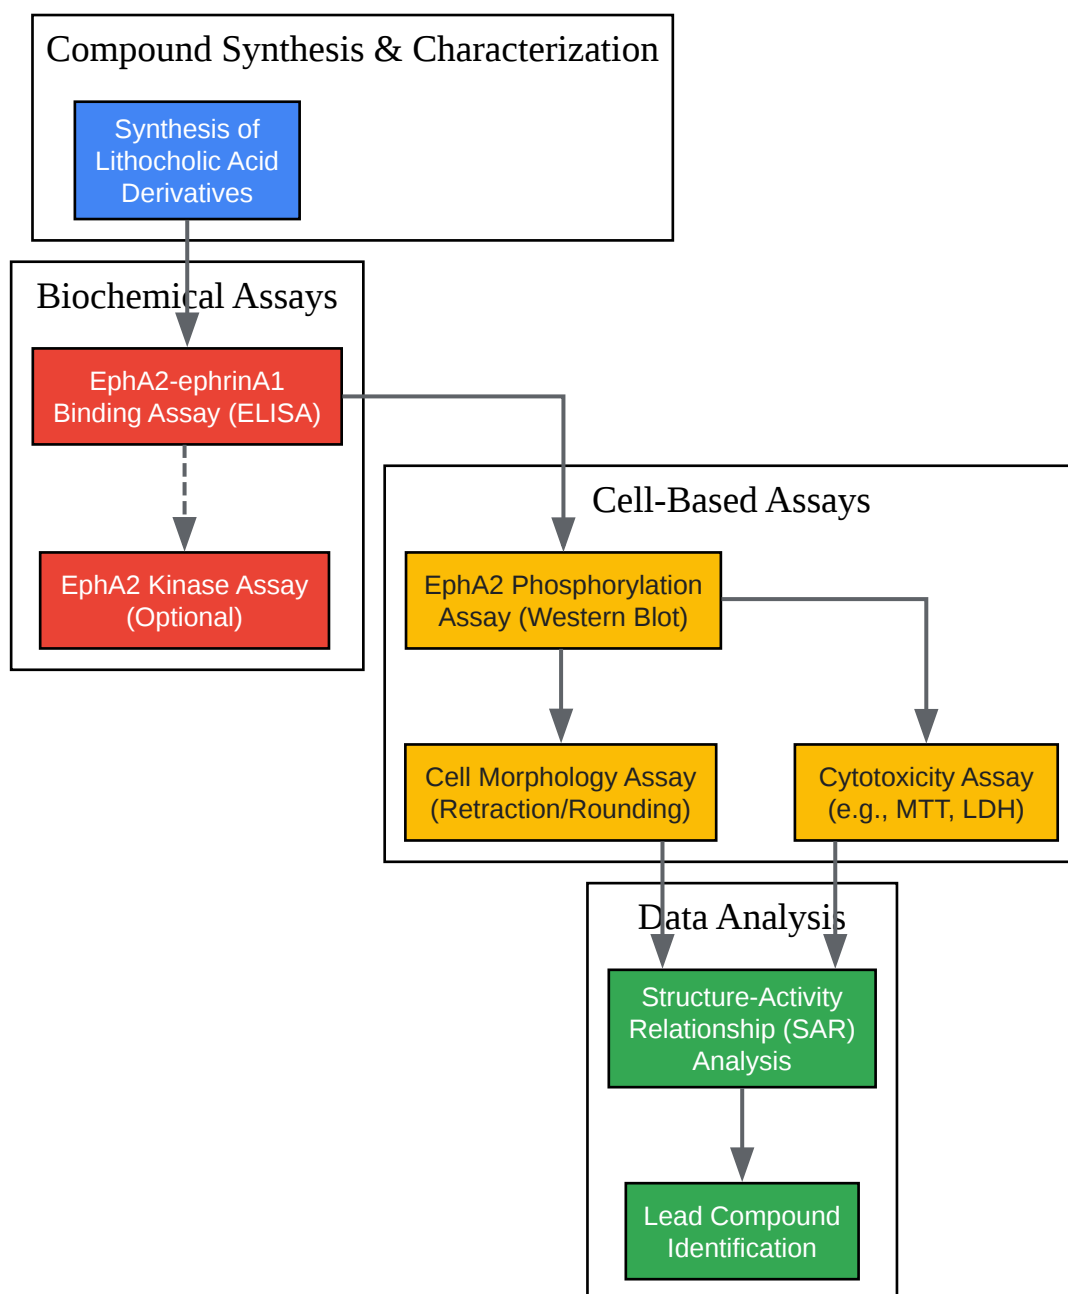 Compound Synthesis & Characterization
Synthesis of
Lithocholic Acid
Derivatives
Biochemical Assays
EphA2-ephrinA1
Binding Assay (ELISA)
EphA2 Kinase Assay
(Optional)
Cell-Based Assays
EphA2 Phosphorylation
Assay (Western Blot)
Cell Morphology Assay
(Retraction/Rounding)
Cytotoxicity Assay
(e.g., MTT, LDH)
Data Analysis
Structure-Activity
Relationship (SAR)
Analysis
Lead Compound
Identification